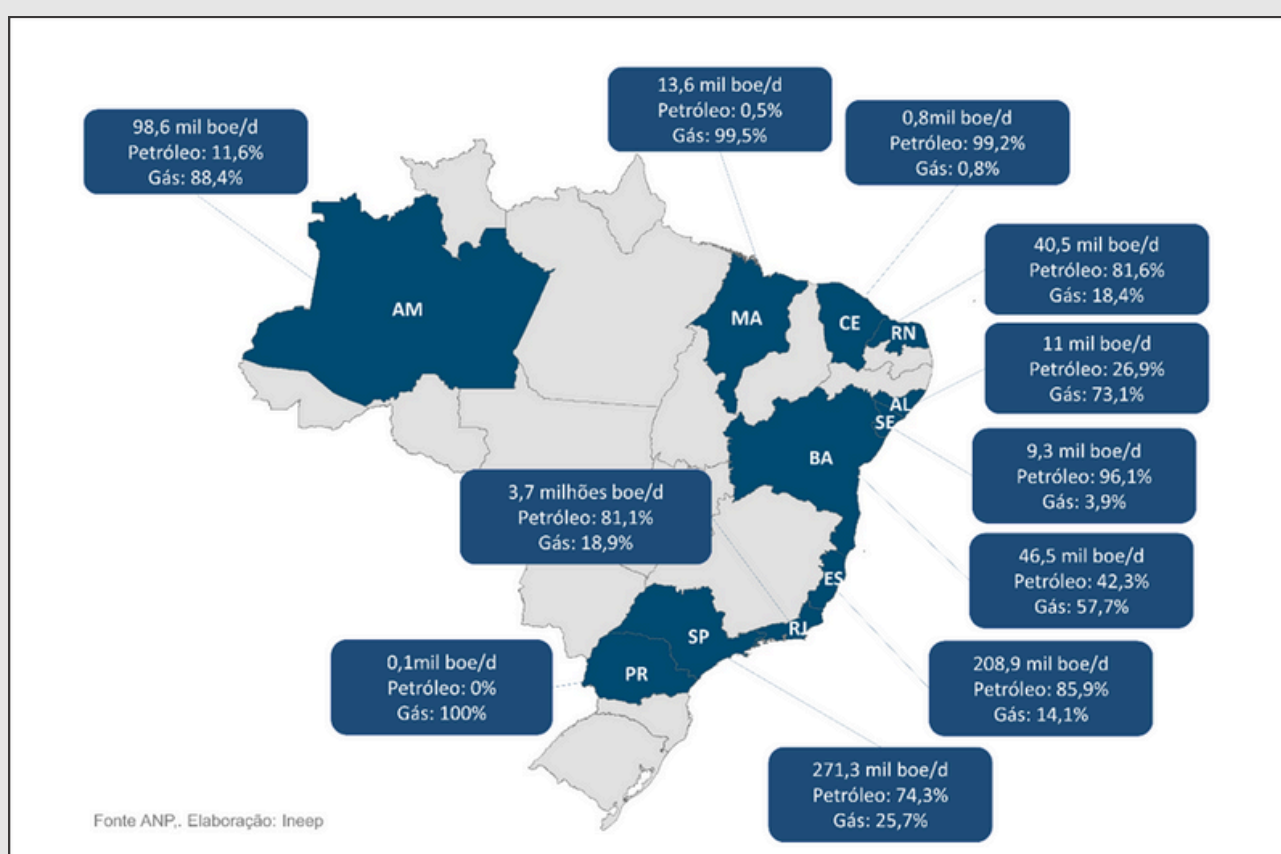 13,6 mil boe/d
Petróleo: 0,5%
Gás: 99,5%
98,6 mil boe/d
Petróleo: 11,6%
Gás: 88,4%
0,8mil boe/d
Petróleo: 99,2%
Gás: 0,8%
40,5 mil boe/d
Petróleo: 81,6%
Gás: 18,4%
AM
MA
CE
RN
11 mil boe/d
Petróleo: 26,9%
Gás: 73,1%
AL
SE
BA
9,3 mil boe/d
Petróleo: 96,1%
Gás: 3,9%
3,7 milhões boe/d
Petróleo: 81,1%
Gás: 18,9%
46,5 mil boe/d
Petróleo: 42,3%
Gás: 57,7%
ES
RJ
SP
PR
0,1mil boe/d
Petróleo: 0%
Gás: 100%
208,9 mil boe/d
Petróleo: 85,9%
Gás: 14,1%
271,3 mil boe/d
Petróleo: 74,3%
Gás: 25,7%
Fonte ANP,. Elaboração: Ineep